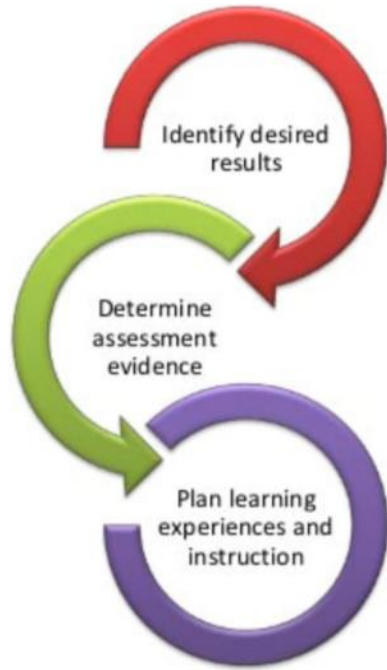 Identify desired
results
Determine
assessment
evidence
Plan learning
experiences and
instruction